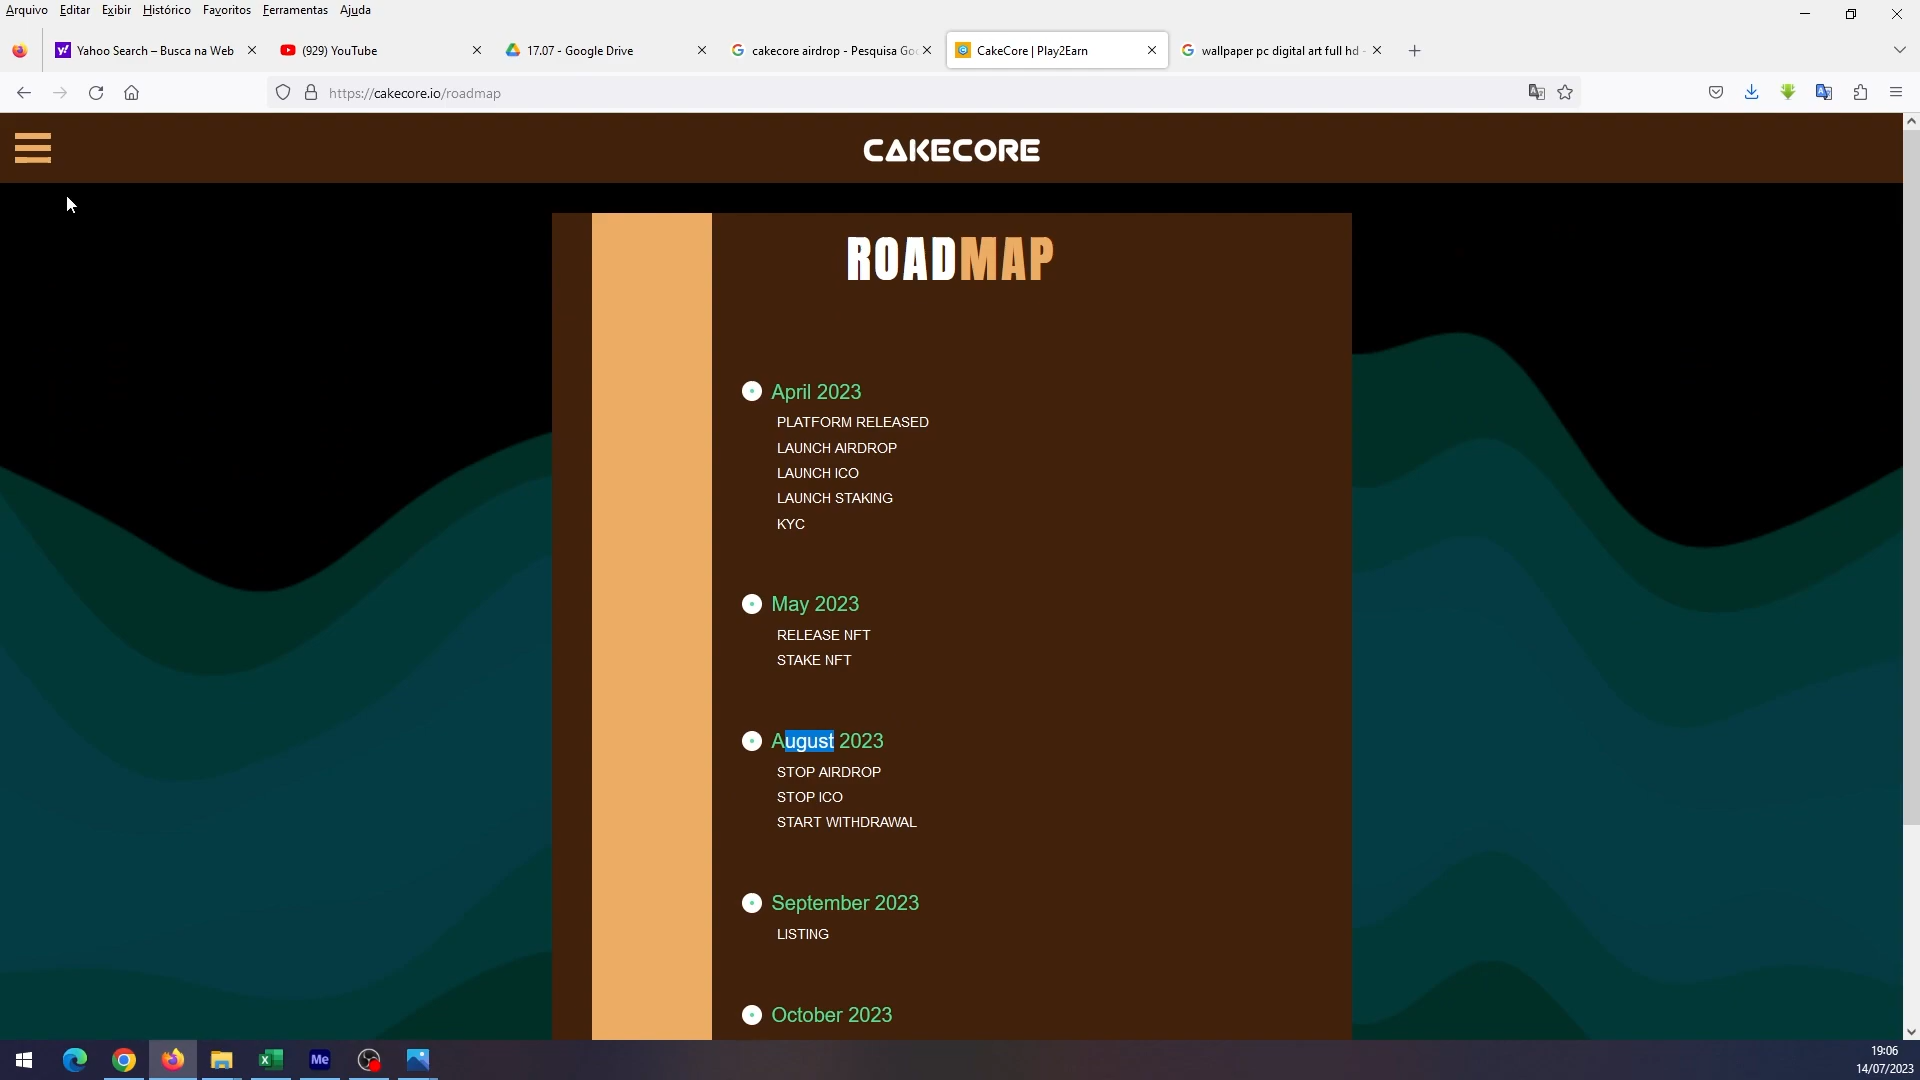 Arquivo Editar Exibir Histórico Favoritos Ferramentas Ajuda
Yahoo Search – Busca na Web
(929) YouTube
17.07 - Google Drive
cakecore airdrop - Pesquisa Goo
CakeCore | Play2Earn
wallpaper pc digital art full hd -
https://cakecore.io/roadmap
CAKECORE
ROADMAP
April 2023
PLATFORM RELEASED
LAUNCH AIRDROP
LAUNCH ICO
LAUNCH STAKING
KYC
May 2023
RELEASE NFT
STAKE NFT
August 2023
STOP AIRDROP
STOP ICO
START WITHDRAWAL
September 2023
LISTING
October 2023
Me
19:06
14/07/2023